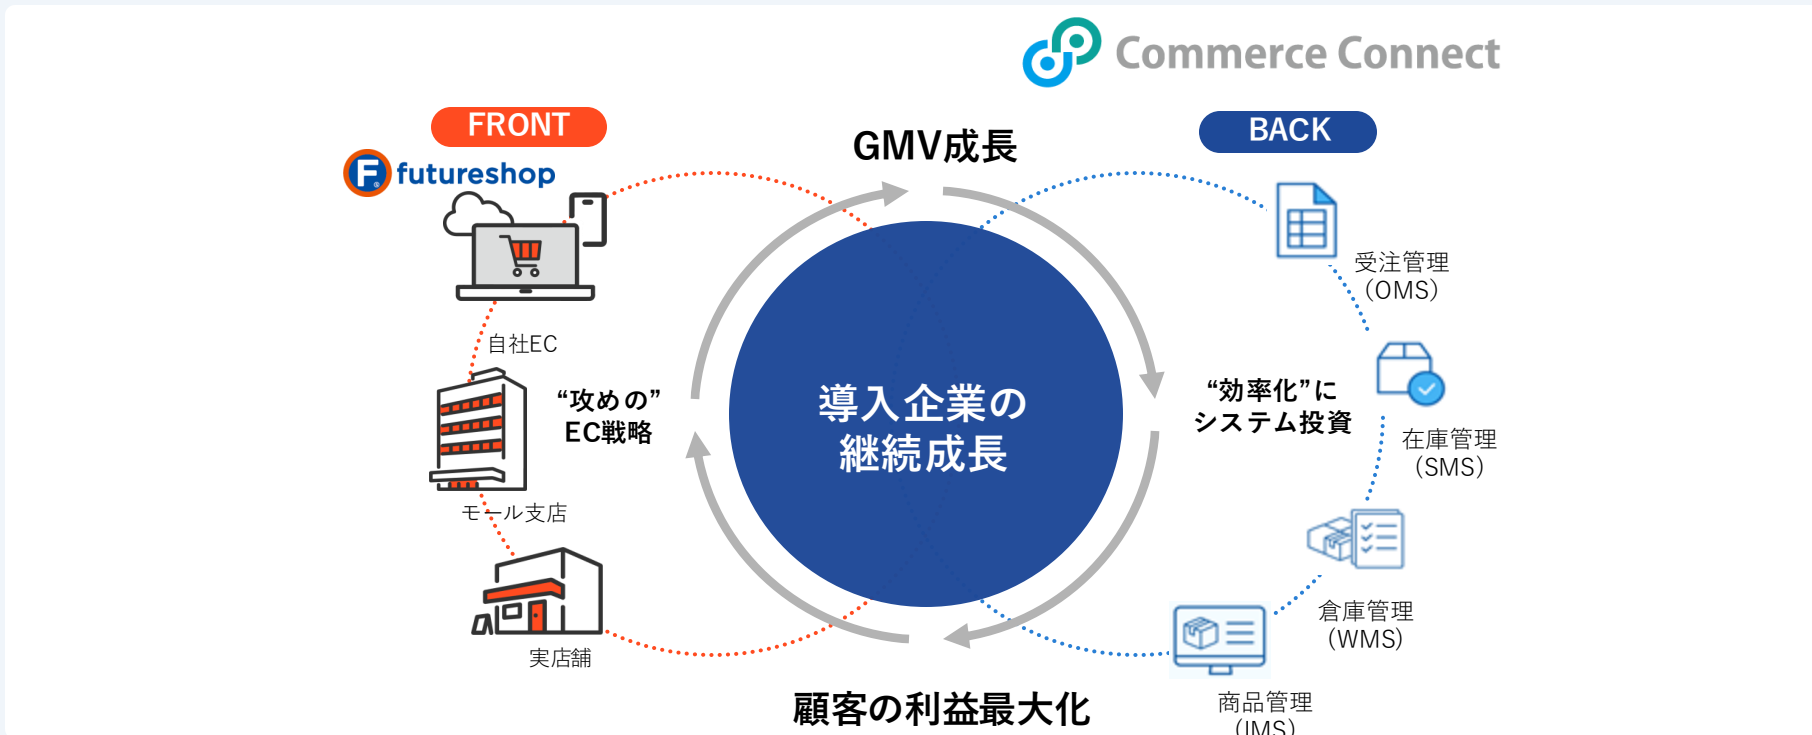 Commerce Connect
FRONT
BACK
futureshop
GMV成長
受注管理
（OMS）
自社EC
“攻めの”
EC戦略
導入企業の
継続成長
“効率化”に
システム投資
在庫管理
（SMS）
モール支店
倉庫管理
（WMS）
実店舗
顧客の利益最大化
商品管理
（IMS）